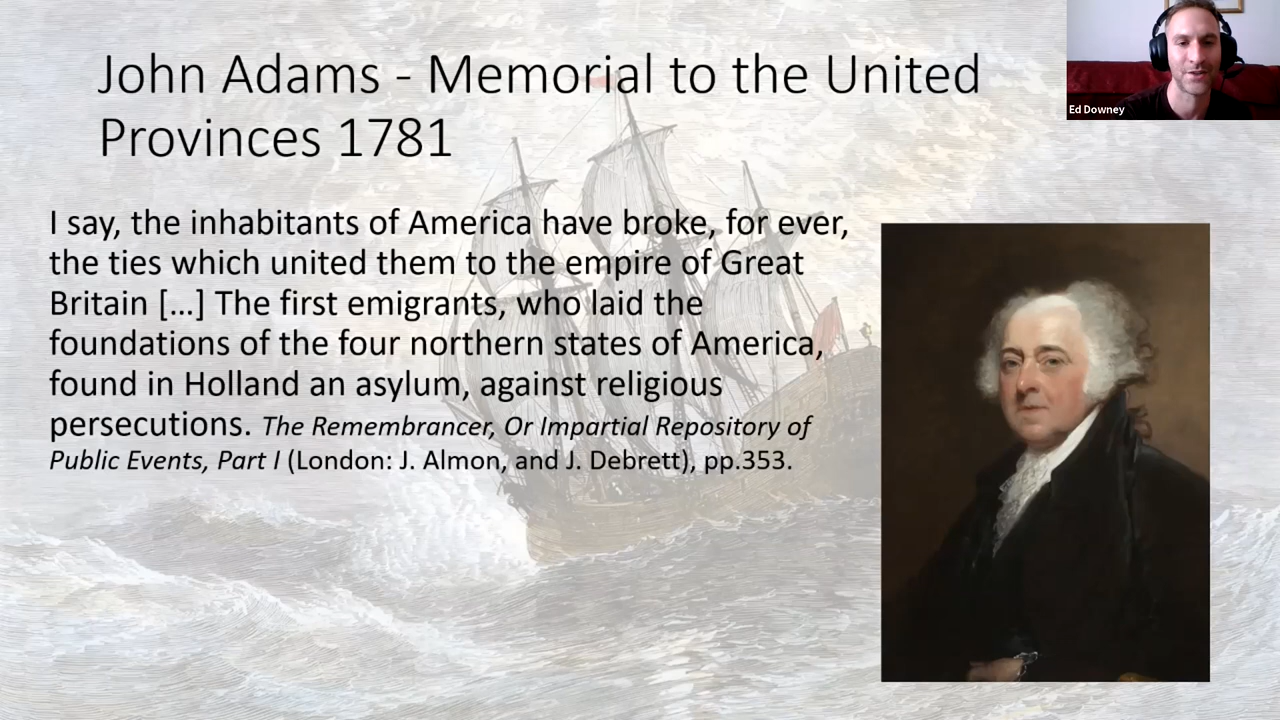 John Adams - Memorial to the United
Provinces 1781
Ed Downey
I say, the inhabitants of America have broke, for ever,
the ties which united them to the empire of Great
Britain […] The first emigrants, who laid the
foundations of the four northern states of America,
found in Holland an asylum, against religious
persecutions. The Remembrancer, Or Impartial Repository of
Public Events, Part I (London: J. Almon, and J. Debrett), pp.353.